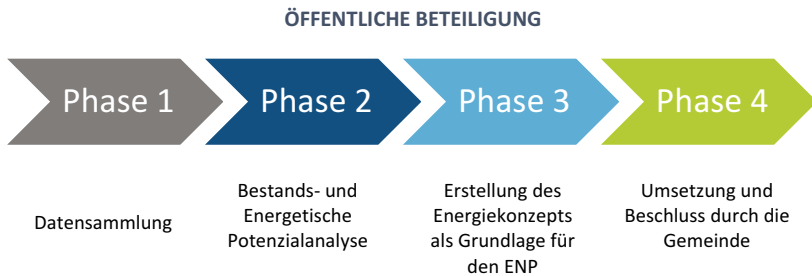 ÖFFENTLICHE BETEILIGUNG
Phase 1
Phase 2
Phase 3
Phase 4
Datensammlung
Bestands- und
Energetische
Potenzialanalyse
Erstellung des
Energiekonzepts
als Grundlage für
den ENP
Umsetzung und
Beschluss durch die
Gemeinde